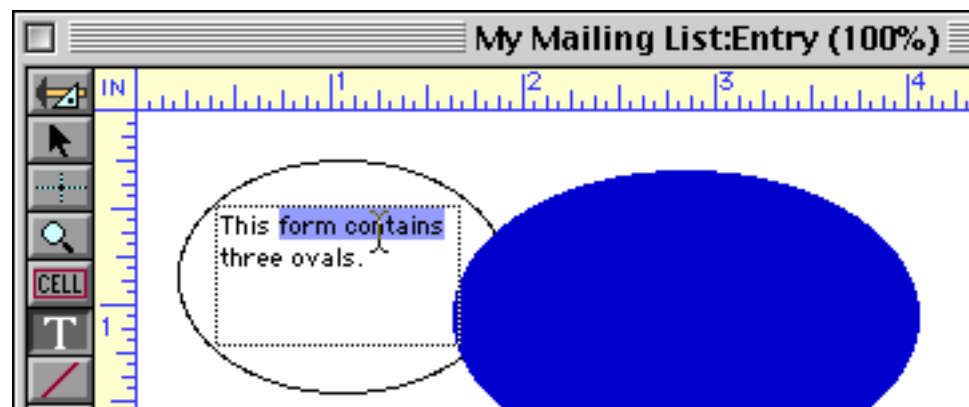 My Mailing List:Entry (100%)
IN 1 2 3 4
This form contains
three ovals.
CELL
T
1